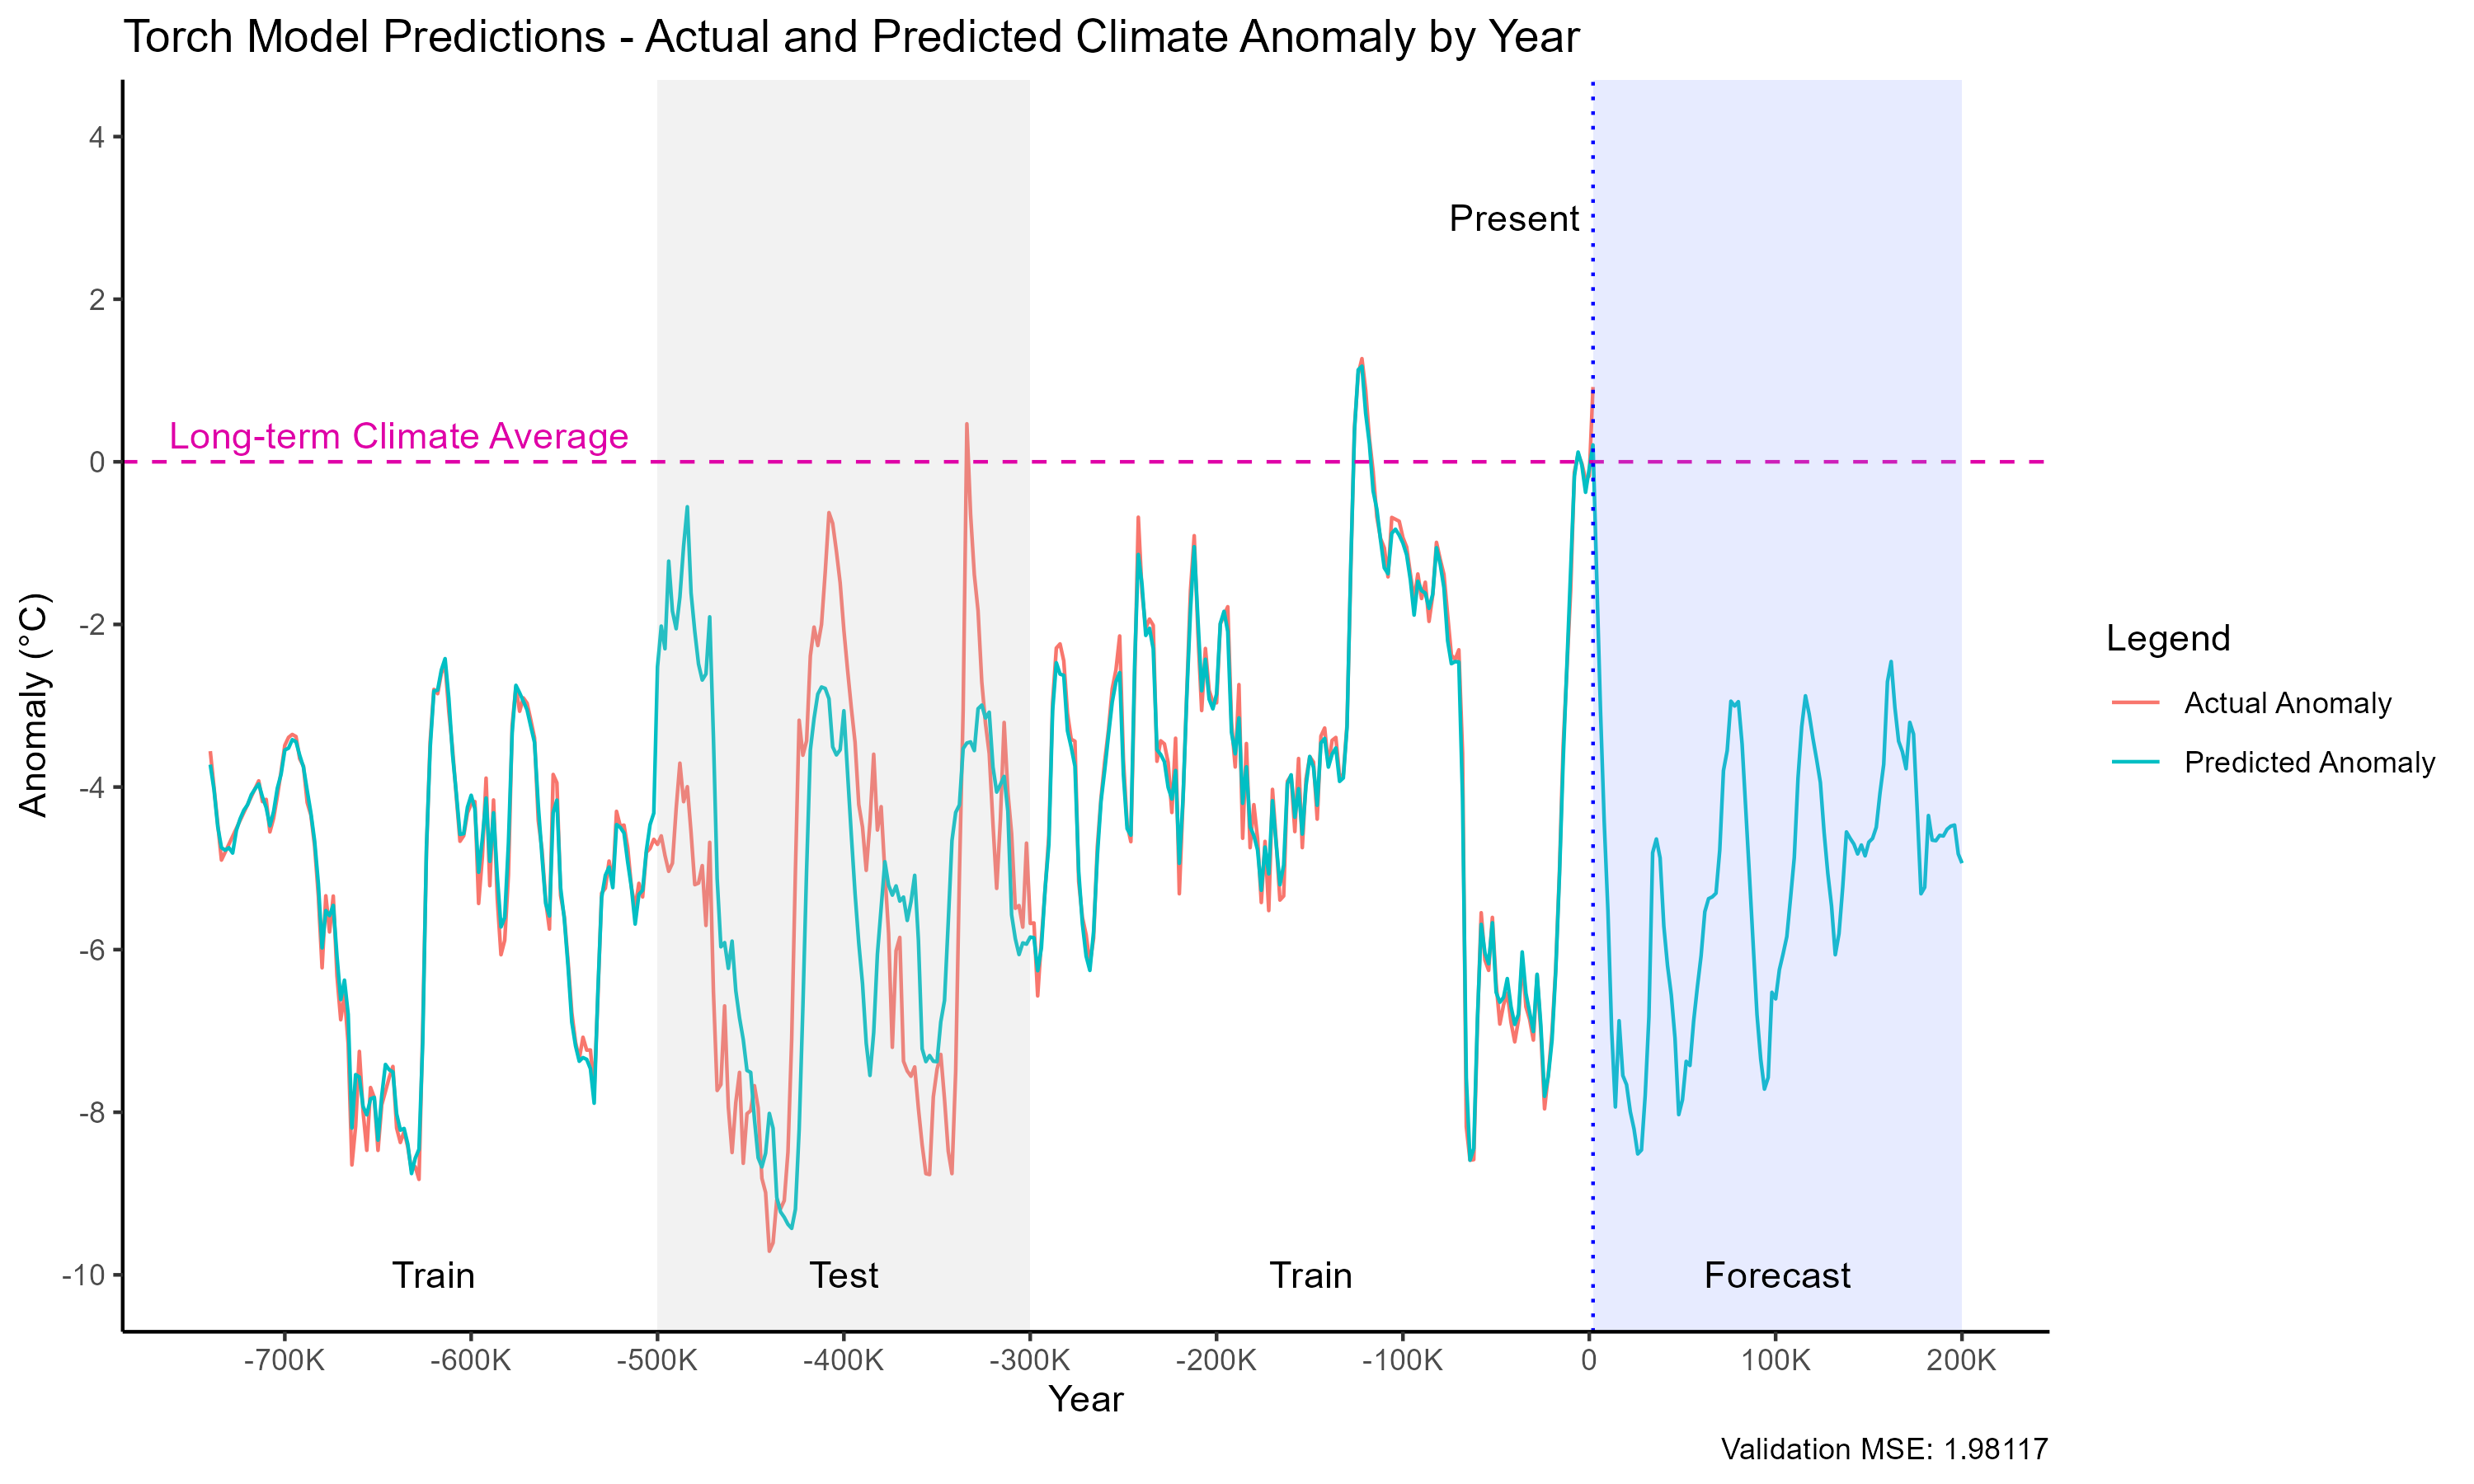 Torch Model Predictions - Actual and Predicted Climate Anomaly by Year
Anomaly (°C)
4
2
0
-2
-4
-6
-8
-10
Present
Long-term Climate Average
Train
Test
Train
Forecast
-700K
-600K
-500K
-400K
-300K
-200K
-100K
0
100K
200K
Year
Legend
Actual Anomaly
Predicted Anomaly
Validation MSE: 1.98117